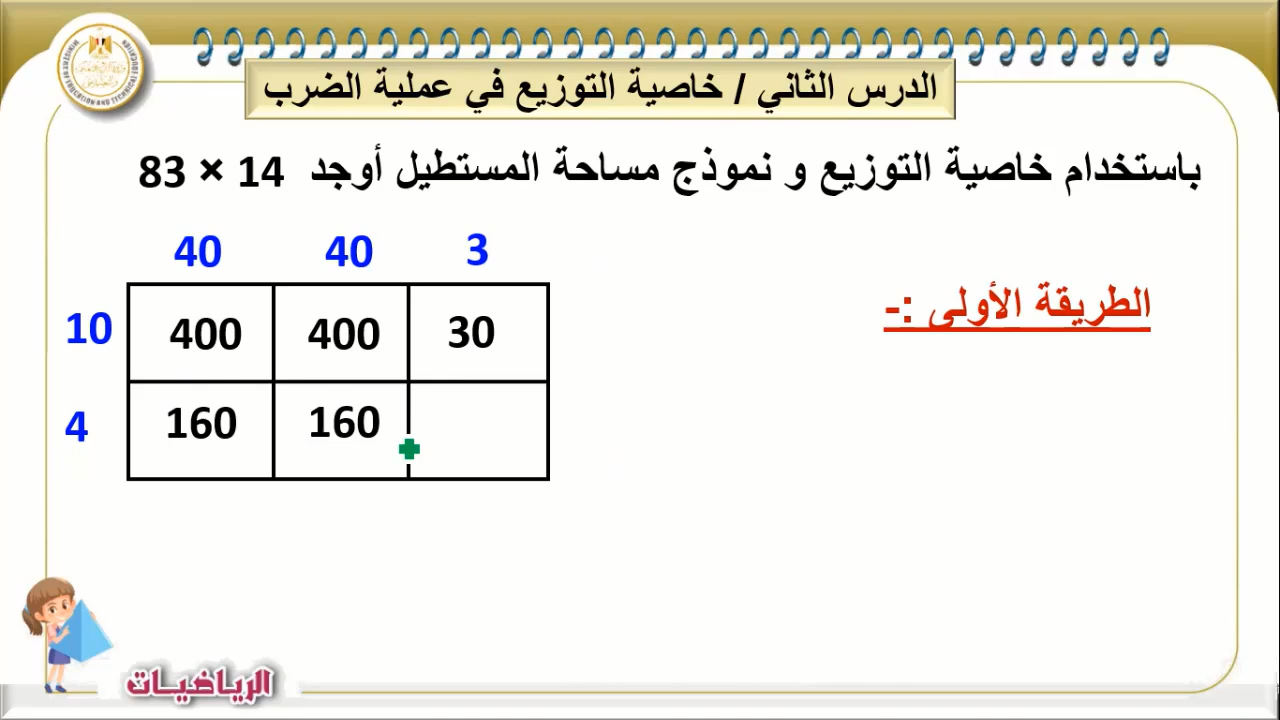 الدرس الثاني / خاصية التوزيع في عملية الضرب
باستخدام خاصية التوزيع و نموذج مساحة المستطيل أوجد 83 × 14
الطريقة الأولى :-
40 40 3
10 400 400 30
4 160 160
الرياضيات